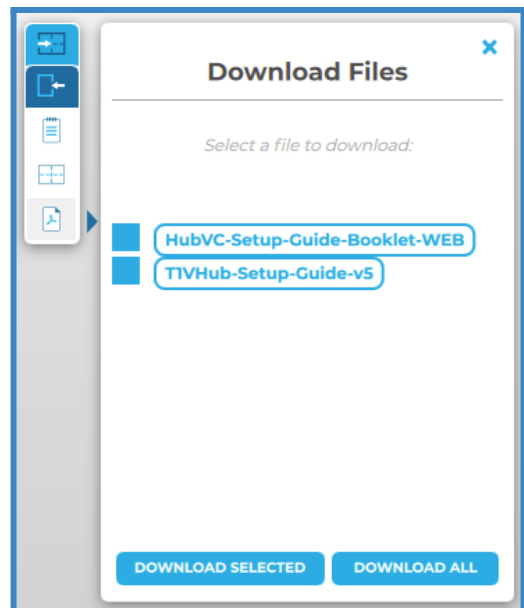 Download Files
Select a file to download:
HubVC-Setup-Guide-Booklet-WEB
T1VHub-Setup-Guide-v5
DOWNLOAD SELECTED
DOWNLOAD ALL